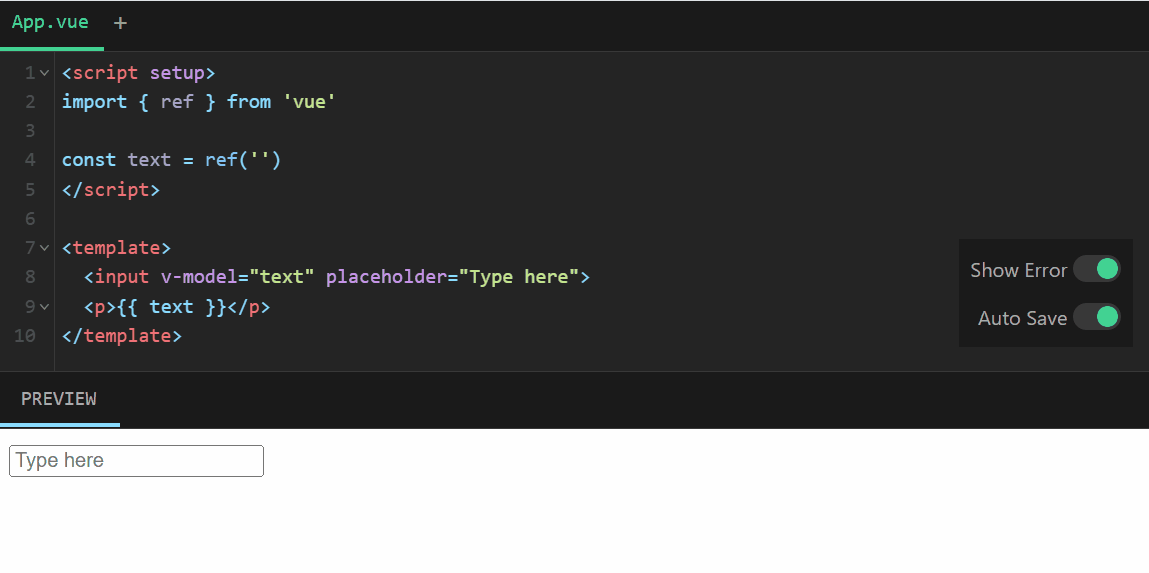 App.vue +
1 <script setup>
2 import { ref } from 'vue'
3
4 const text = ref('')
5 </script>
6
7 <template>
8   <input v-model="text" placeholder="Type here">
9   <p>{{ text }}</p>
10 </template>
Show Error
Auto Save
PREVIEW
Type here